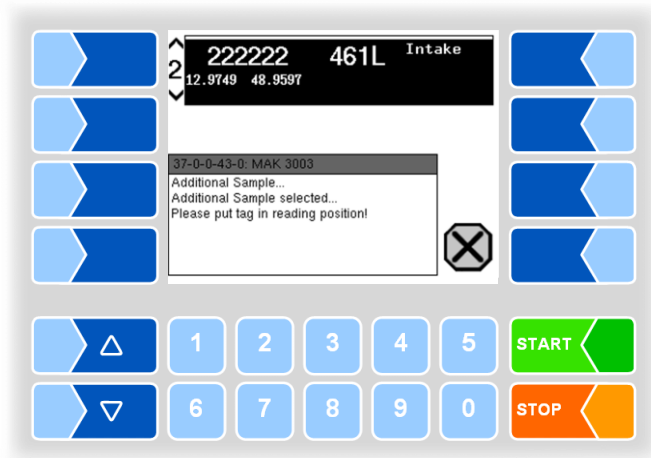 222222 461L Intake
2
12.9749 48.9597
37-0-0-43-0: MAK 3003
Additional Sample...
Additional Sample selected...
Please put tag in reading position!
1 2 3 4 5 START
6 7 8 9 0 STOP